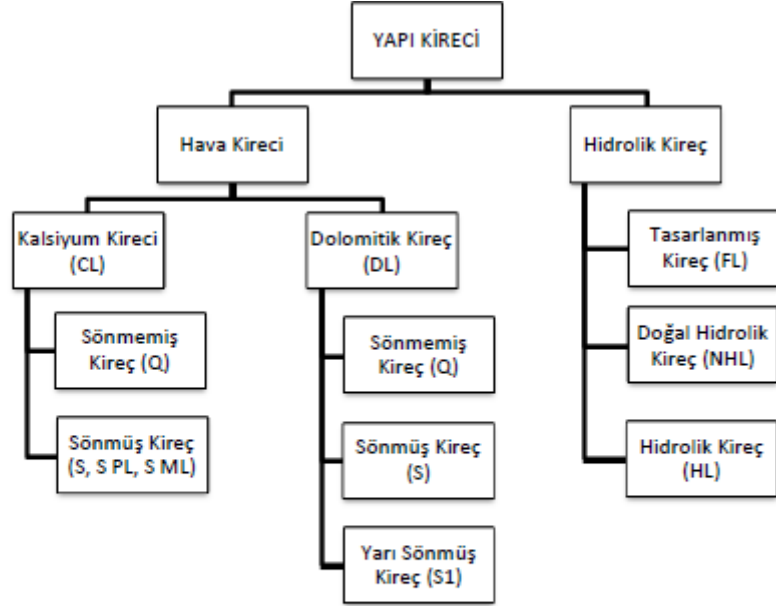 YAPI KİRECİ
Hava Kireci
Hidrolik Kireç
Kalsiyum Kireci
(CL)
Dolomitik Kireç
(DL)
Tasarlanmış
Kireç (FL)
Sönmemiş
Kireç (Q)
Sönmemiş
Kireç (Q)
Doğal Hidrolik
Kireç (NHL)
Sönmüş Kireç
(S, S PL, S ML)
Sönmüş Kireç
(S)
Hidrolik Kireç
(HL)
Yarı Sönmüş
Kireç (S1)